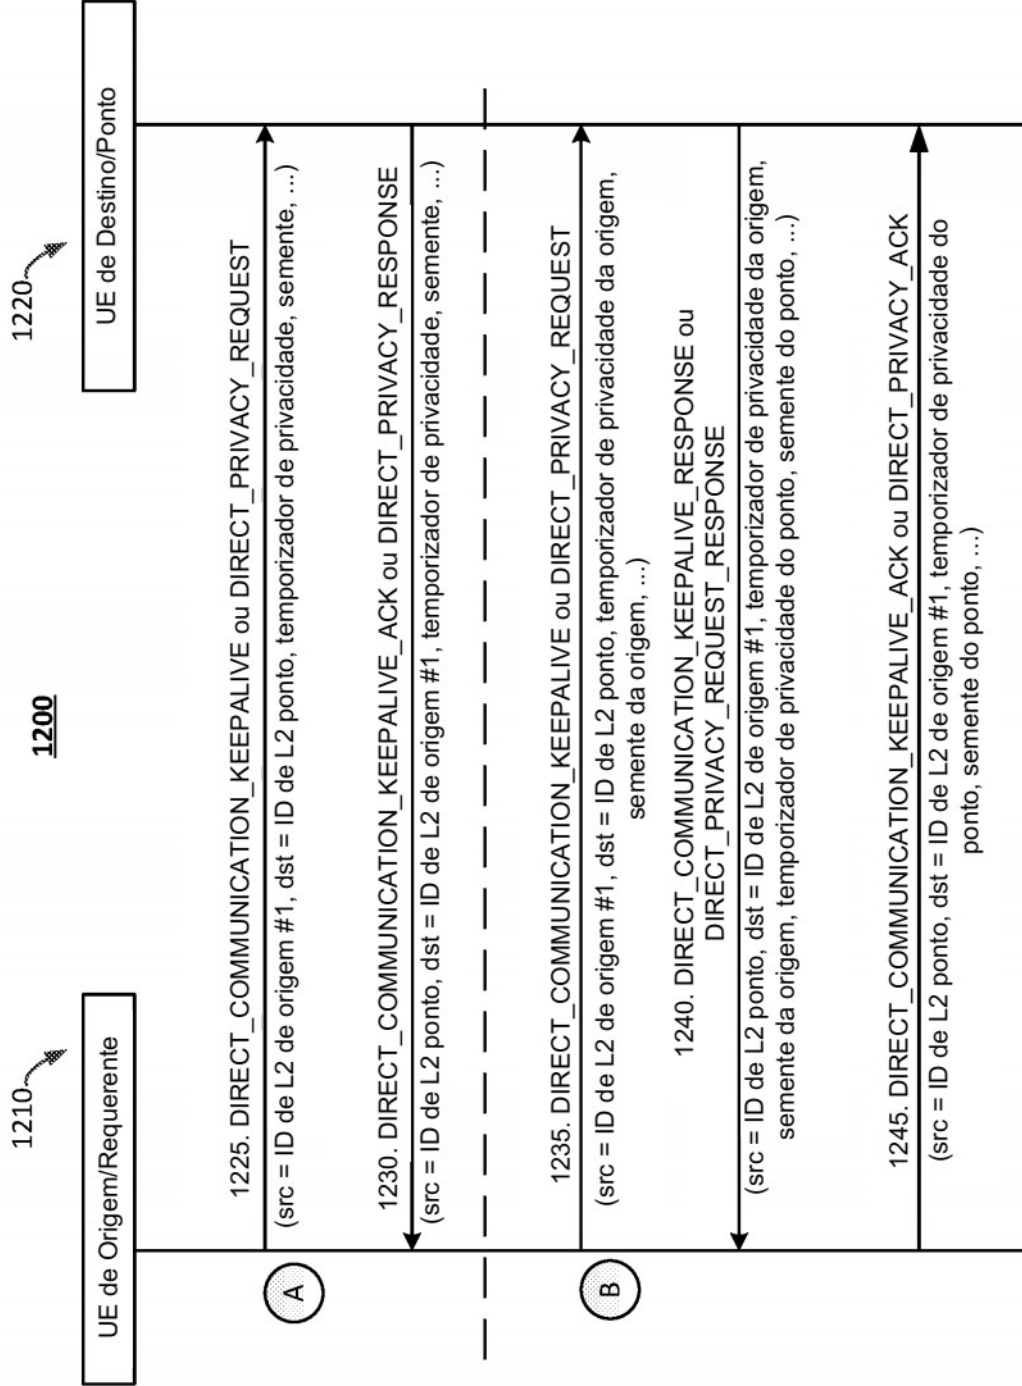 1200
1210
1220
UE de Origem/Requerente
UE de Destino/Ponto
A
1225. DIRECT_COMMUNICATION_KEEPALIVE ou DIRECT_PRIVACY_REQUEST
(src = ID de L2 de origem #1, dst = ID de L2 ponto, temporizador de privacidade, semente, ...)
1230. DIRECT_COMMUNICATION_KEEPALIVE_ACK ou DIRECT_PRIVACY_RESPONSE
(src = ID de L2 ponto, dst = ID de L2 de origem #1, temporizador de privacidade, semente, ...)
B
1235. DIRECT_COMMUNICATION_KEEPALIVE ou DIRECT_PRIVACY_REQUEST
(src = ID de L2 de origem #1, dst = ID de L2 ponto, temporizador de privacidade da origem,
semente da origem, ...)
1240. DIRECT_COMMUNICATION_KEEPALIVE_RESPONSE ou
DIRECT_PRIVACY_REQUEST_RESPONSE
(src = ID de L2 ponto, dst = ID de L2 de origem #1, temporizador de privacidade da origem,
semente da origem, temporizador de privacidade do ponto, semente do ponto, ...)
1245. DIRECT_COMMUNICATION_KEEPALIVE_ACK ou DIRECT_PRIVACY_ACK
(src = ID de L2 ponto, dst = ID de L2 de origem #1, temporizador de privacidade do
ponto, semente do ponto, ...)